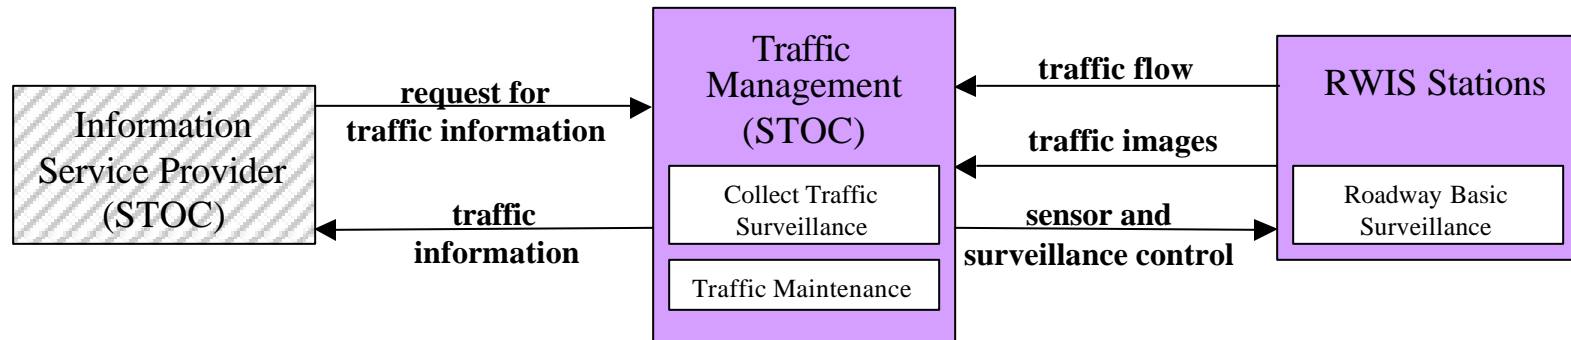 Information
Service Provider
(STOC)
request for
traffic information
traffic
information
Traffic
Management
(STOC)
Collect Traffic
Surveillance
Traffic Maintenance
traffic flow
traffic images
sensor and
surveillance control
RWIS Stations
Roadway Basic
Surveillance